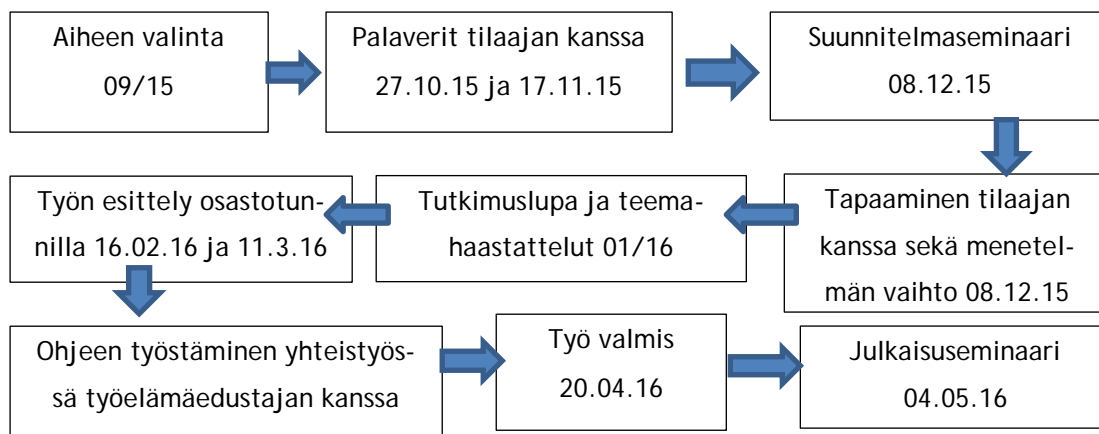 Aiheen valinta
09/15
Palaverit tilaajan kanssa
27.10.15 ja 17.11.15
Suunnitelmaseminaari
08.12.15
Tapaaminen tilaajan
kanssa sekä menetel-
män vaihto 08.12.15
Tutkimuslupa ja teema-
haastattelut 01/16
Työn esittely osastotun-
nilla 16.02.16 ja 11.3.16
Ohjeen työstäminen yhteistyös-
sä työelämäedustajan kanssa
Työ valmis
20.04.16
Julkaisuseminaari
04.05.16